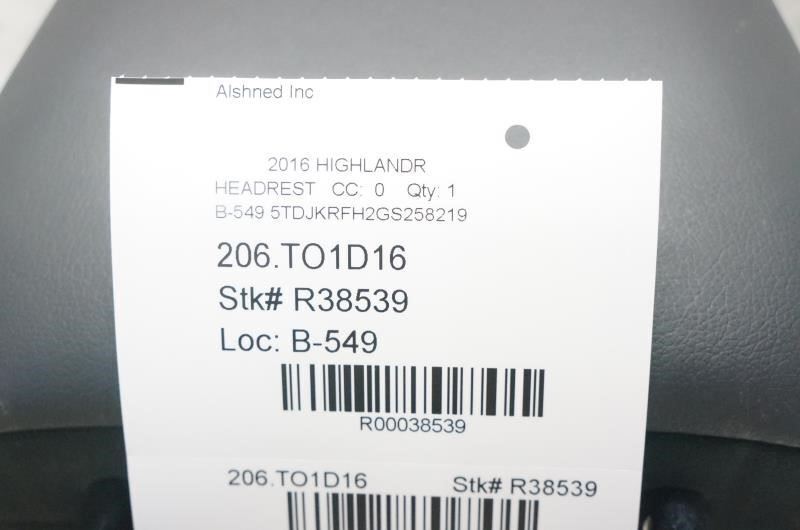 Alshned Inc
2016 HIGHLANDR
HEADREST CC: 0 Qty: 1
B-549 5TDJKRFH2GS258219
206.TO1D16
Stk# R38539
Loc: B-549
R00038539
206.TO1D16 Stk# R38539